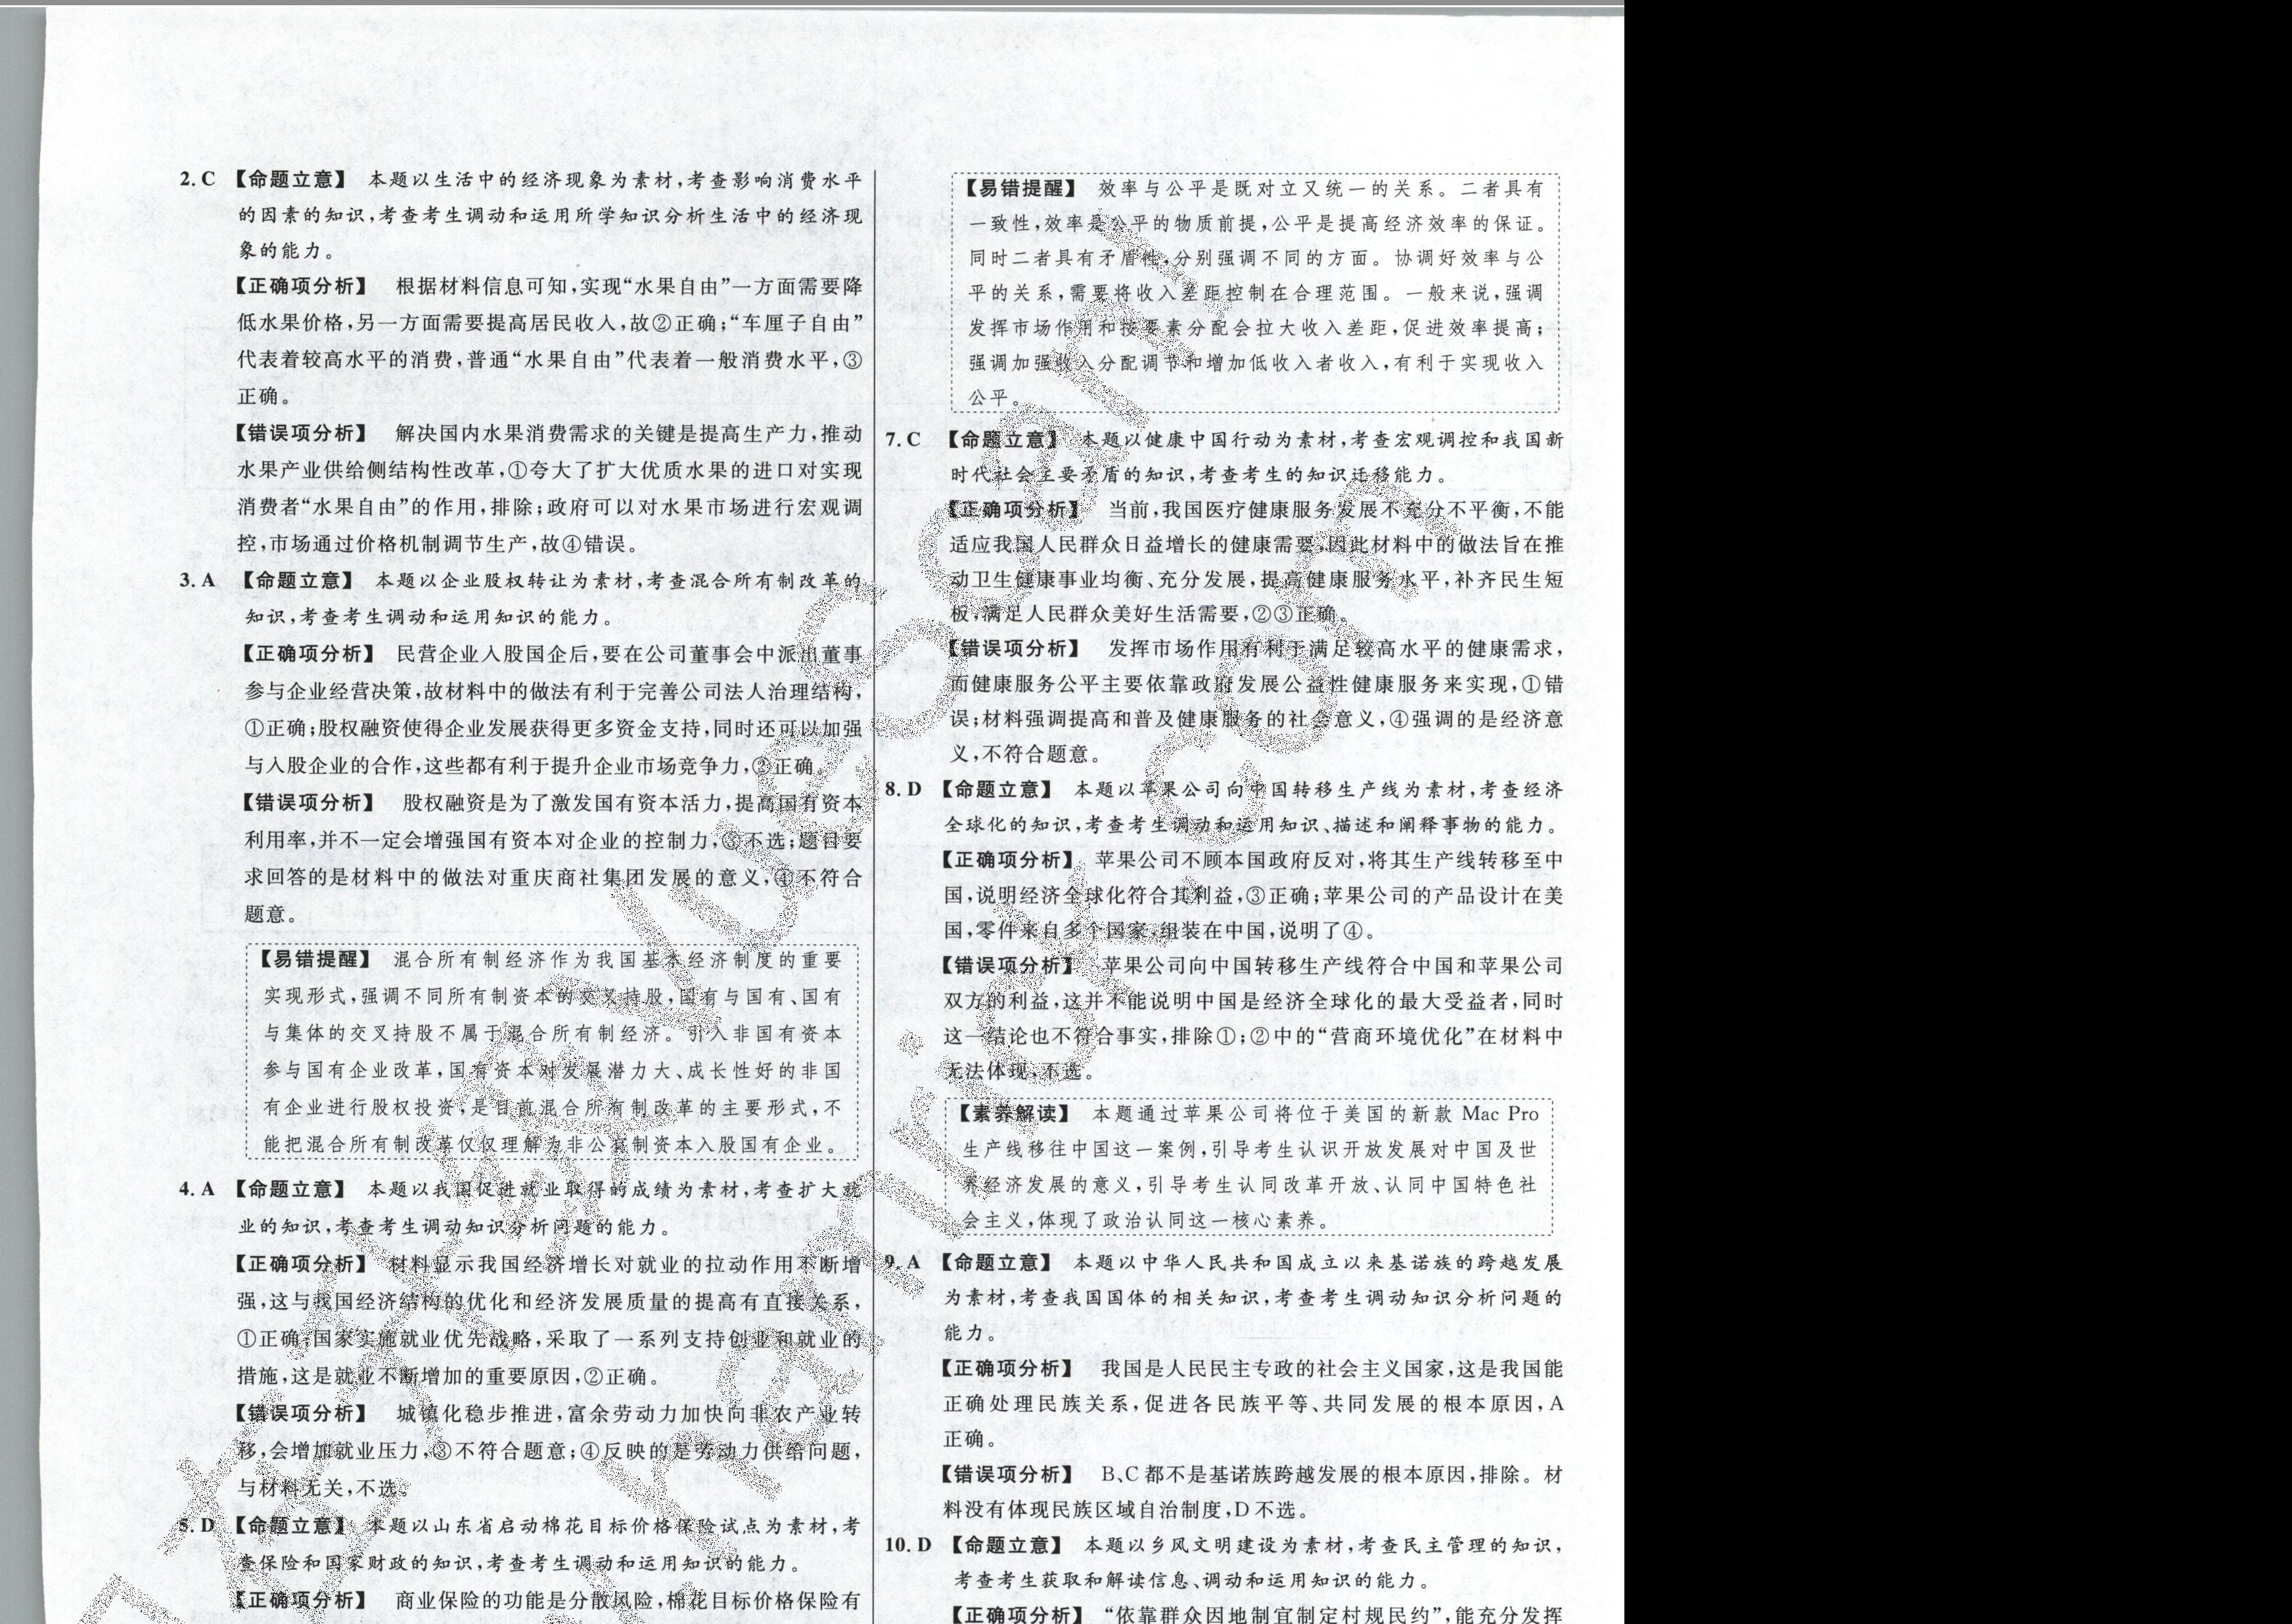 2. C 【命题立意】 本题以生活中的经济现象为素材,考查影响消费水平
的因素的知识,考查考生调动和运用所学知识分析生活中的经济现
象的能力。
【正确项分析】 根据材料信息可知,实现“水果自由”一方面需要降
低水果价格,另一方面需要提高居民收入,故②正确;“车厘子自由”
代表着较高水平的消费,普通“水果自由”代表着一般消费水平,③
正确。
【错误项分析】 解决国内水果消费需求的关键是提高生产力,推动
水果产业供给侧结构性改革,①夸大了扩大优质水果的进口对实现
消费者“水果自由”的作用,排除;政府可以对水果市场进行宏观调
控,市场通过价格机制调节生产,故④错误。
3. A 【命题立意】 本题以企业股权转让为素材,考查混合所有制改革的
知识,考查考生调动和运用知识的能力。
【正确项分析】 民营企业入股国企后,要在公司董事会中派出董事
参与企业经营决策,故材料中的做法有利于完善公司法人治理结构,
①正确;股权融资使得企业发展获得更多资金支持,同时还可以加强
与入股企业的合作,这些都有利于提升企业市场竞争力,②正确。
【错误项分析】 股权融资是为了激发国有资本活力,提高国有资本
利用率,并不一定会增强国有资本对企业的控制力,③不选;题目要
求回答的是材料中的做法对重庆商社集团发展的意义,④不符合
题意。
【易错提醒】 混合所有制经济作为我国基本经济制度的重要
实现形式,强调不同所有制资本的交叉持股,国有与国有、国有
与集体的交叉持股不属于混合所有制经济。引入非国有资本
参与国有企业改革,国有资本对发展潜力大、成长性好的非国
有企业进行股权投资,是目前混合所有制改革的主要形式,不
能把混合所有制改革仅仅理解为非公有制资本入股国有企业。
4. A 【命题立意】 本题以我国促进就业取得的成绩为素材,考查扩大就
业的知识,考查考生调动知识分析问题的能力。
【正确项分析】 材料显示我国经济增长对就业的拉动作用不断增
强,这与我国经济结构的优化和经济发展质量的提高有直接关系,
①正确;国家实施就业优先战略,采取了一系列支持创业和就业的
措施,这是就业不断增加的重要原因,②正确。
【错误项分析】 城镇化稳步推进,富余劳动力加快向非农产业转
移,会增加就业压力,③不符合题意;④反映的是劳动力供给问题,
与材料无关,不选。
5. D 【命题立意】 本题以山东省启动棉花目标价格保险试点为素材,考
查保险和国家财政的知识,考查考生调动和运用知识的能力。
【正确项分析】 商业保险的功能是分散风险,棉花目标价格保险有
【易错提醒】 效率与公平是既对立又统一的关系。二者具有
一致性,效率是公平的物质前提,公平是提高经济效率的保证。
同时二者具有矛盾性,分别强调不同的方面。协调好效率与公
平的关系,需要将收入差距控制在合理范围。一般来说,强调
发挥市场作用和按要素分配会拉大收入差距,促进效率提高;
强调加强收入分配调节和增加低收入者收入,有利于实现收入
公平。
7. C 【命题立意】 本题以健康中国行动为素材,考查宏观调控和我国新
时代社会主要矛盾的知识,考查考生的知识迁移能力。
【正确项分析】 当前,我国医疗健康服务发展不充分不平衡,不能
适应我国人民群众日益增长的健康需要,因此材料中的做法旨在推
动卫生健康事业均衡、充分发展,提高健康服务水平,补齐民生短
板,满足人民群众美好生活需要,②③正确。
【错误项分析】 发挥市场作用有利于满足较高水平的健康需求,
而健康服务公平主要依靠政府发展公益性健康服务来实现,①错
误;材料强调提高和普及健康服务的社会意义,④强调的是经济意
义,不符合题意。
8. D 【命题立意】 本题以苹果公司向中国转移生产线为素材,考查经济
全球化的知识,考查考生调动和运用知识、描述和阐释事物的能力。
【正确项分析】 苹果公司不顾本国政府反对,将其生产线转移至中
国,说明经济全球化符合其利益,③正确;苹果公司的产品设计在美
国,零件来自多个国家,组装在中国,说明了④。
【错误项分析】 苹果公司向中国转移生产线符合中国和苹果公司
双方的利益,这并不能说明中国是经济全球化的最大受益者,同时
这一结论也不符合事实,排除①;②中的“营商环境优化”在材料中
无法体现,不选。
【素养解读】 本题通过苹果公司将位于美国的新款 Mac Pro
生产线移往中国这一案例,引导考生认识开放发展对中国及世
界经济发展的意义,引导考生认同改革开放、认同中国特色社
会主义,体现了政治认同这一核心素养。
9. A 【命题立意】 本题以中华人民共和国成立以来基诺族的跨越发展
为素材,考查我国国体的相关知识,考查考生调动知识分析问题的
能力。
【正确项分析】 我国是人民民主专政的社会主义国家,这是我国能
正确处理民族关系,促进各民族平等、共同发展的根本原因,A
正确。
【错误项分析】 B、C都不是基诺族跨越发展的根本原因,排除。材
料没有体现民族区域自治制度,D不选。
10. D 【命题立意】 本题以乡风文明建设为素材,考查民主管理的知识,
考查考生获取和解读信息、调动和运用知识的能力。
【正确项分析】 “依靠群众因地制宜制定村规民约”,能充分发挥